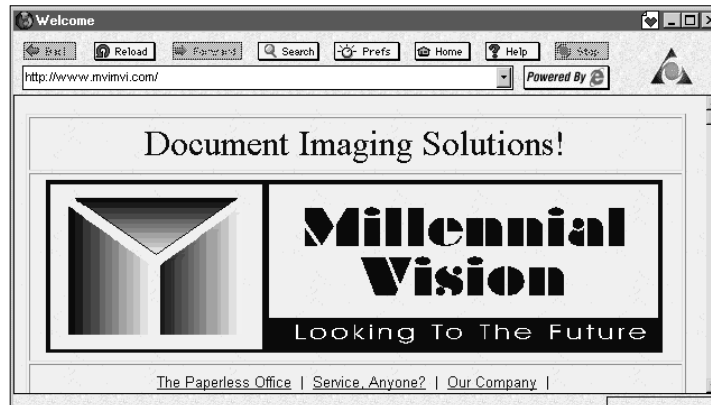 Welcome
Back Reload Forward Search Prefs Home Help Stop
http://www.mvimvi.com/ Powered By
Document Imaging Solutions!
Millennial
Vision
Looking To The Future
The Paperless Office | Service, Anyone? | Our Company |